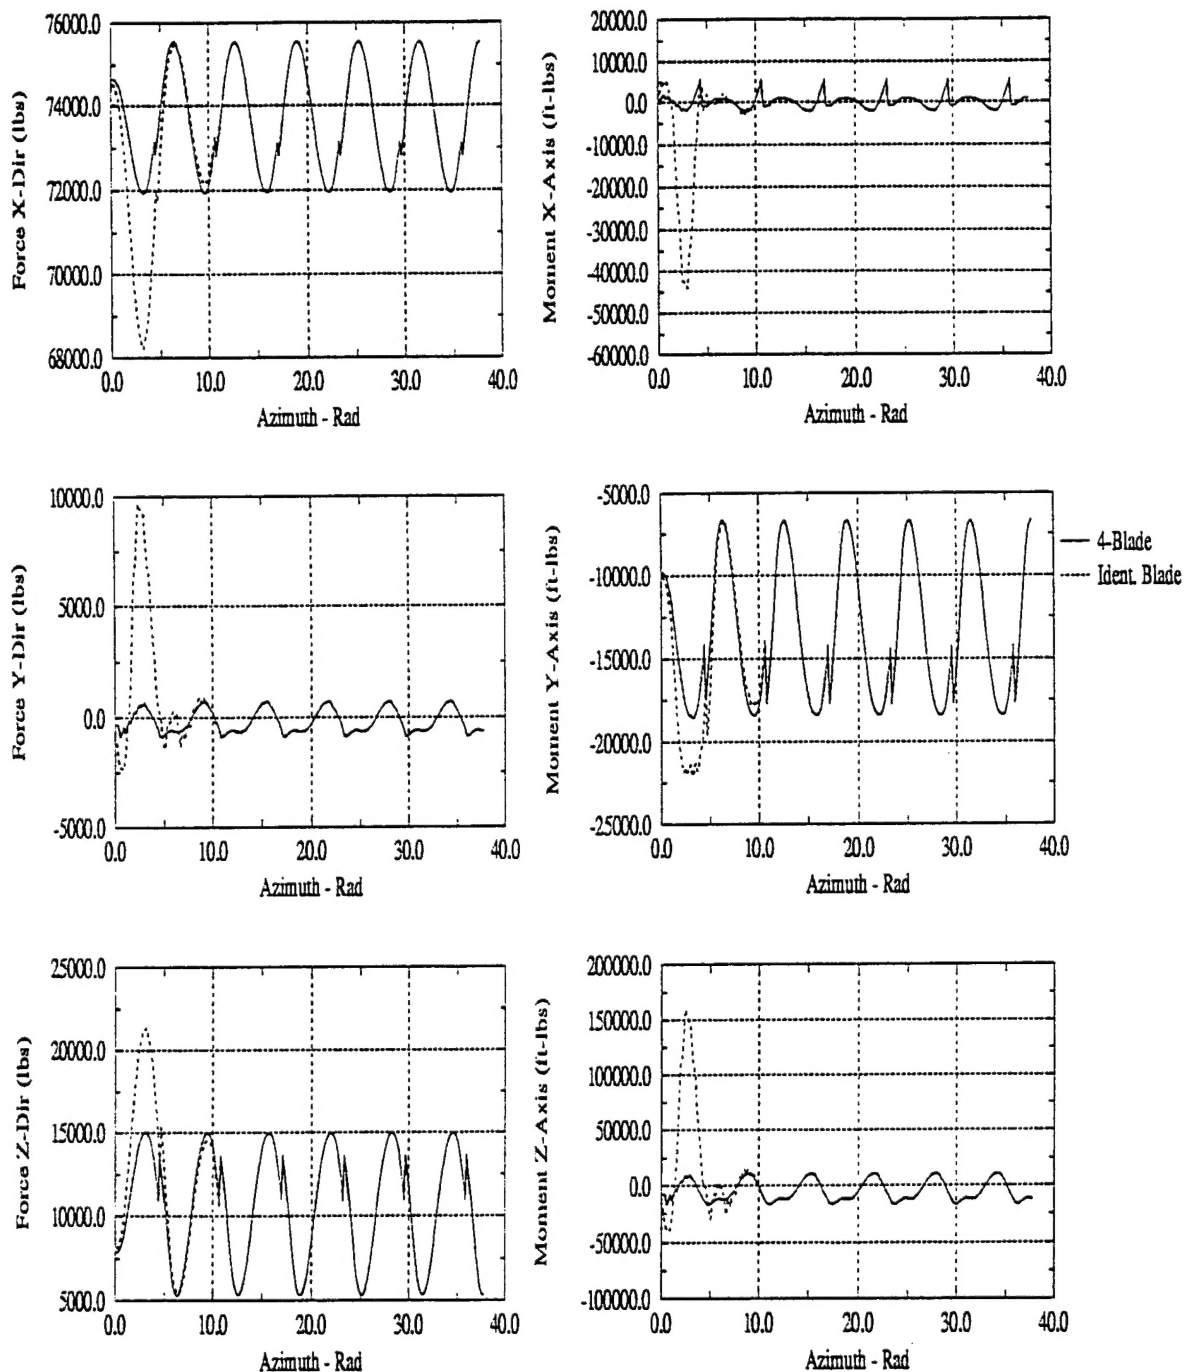 Force X-Dir (lbs)
76000.0
74000.0
72000.0
70000.0
68000.0
0.0 10.0 20.0 30.0 40.0
Azimuth - Rad
Moment X-Axis (ft-lbs)
20000.0
10000.0
0.0
-10000.0
-20000.0
-30000.0
-40000.0
-50000.0
-60000.0
0.0 10.0 20.0 30.0 40.0
Azimuth - Rad
Force Y-Dir (lbs)
10000.0
5000.0
0.0
-5000.0
0.0 10.0 20.0 30.0 40.0
Azimuth - Rad
Moment Y-Axis (ft-lbs)
-5000.0
-10000.0
-15000.0
-20000.0
-25000.0
0.0 10.0 20.0 30.0 40.0
Azimuth - Rad
4-Blade
Ident. Blade
Force Z-Dir (lbs)
25000.0
20000.0
15000.0
10000.0
5000.0
0.0 10.0 20.0 30.0 40.0
Azimuth - Rad
Moment Z-Axis (ft-lbs)
200000.0
150000.0
100000.0
50000.0
0.0
-50000.0
-100000.0
0.0 10.0 20.0 30.0 40.0
Azimuth - Rad